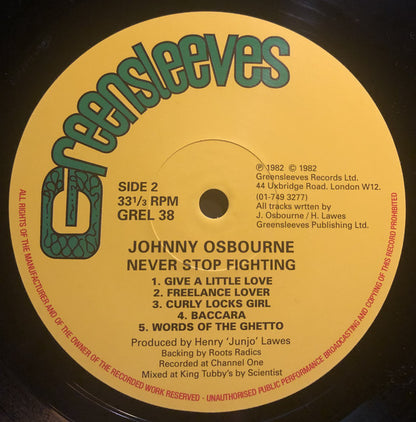 Greensleeves
SIDE 2
33 1/3 RPM
GREL 38
℗ 1982 © 1982
Greensleeves Records Ltd.
44 Uxbridge Road. London W12.
(01-749 3277)
All tracks wrtten by
J. Osbourne / H. Lawes
Greensleeves Publishing Ltd.
JOHNNY OSBOURNE
NEVER STOP FIGHTING
1. GIVE A LITTLE LOVE
2. FREELANCE LOVER
3. CURLY LOCKS GIRL
4. BACCARA
5. WORDS OF THE GHETTO
Produced by Henry 'Junjo' Lawes
Backing by Roots Radics
Recorded at Channel One
Mixed at King Tubby's by Scientist
ALL RIGHTS OF THE MANUFACTURER AND OF THE OWNER OF THE RECORDED WORK RESERVED - UNAUTHORISED PUBLIC PERFORMANCE BROADCASTING AND COPYING OF THIS RECORD PROHIBITED